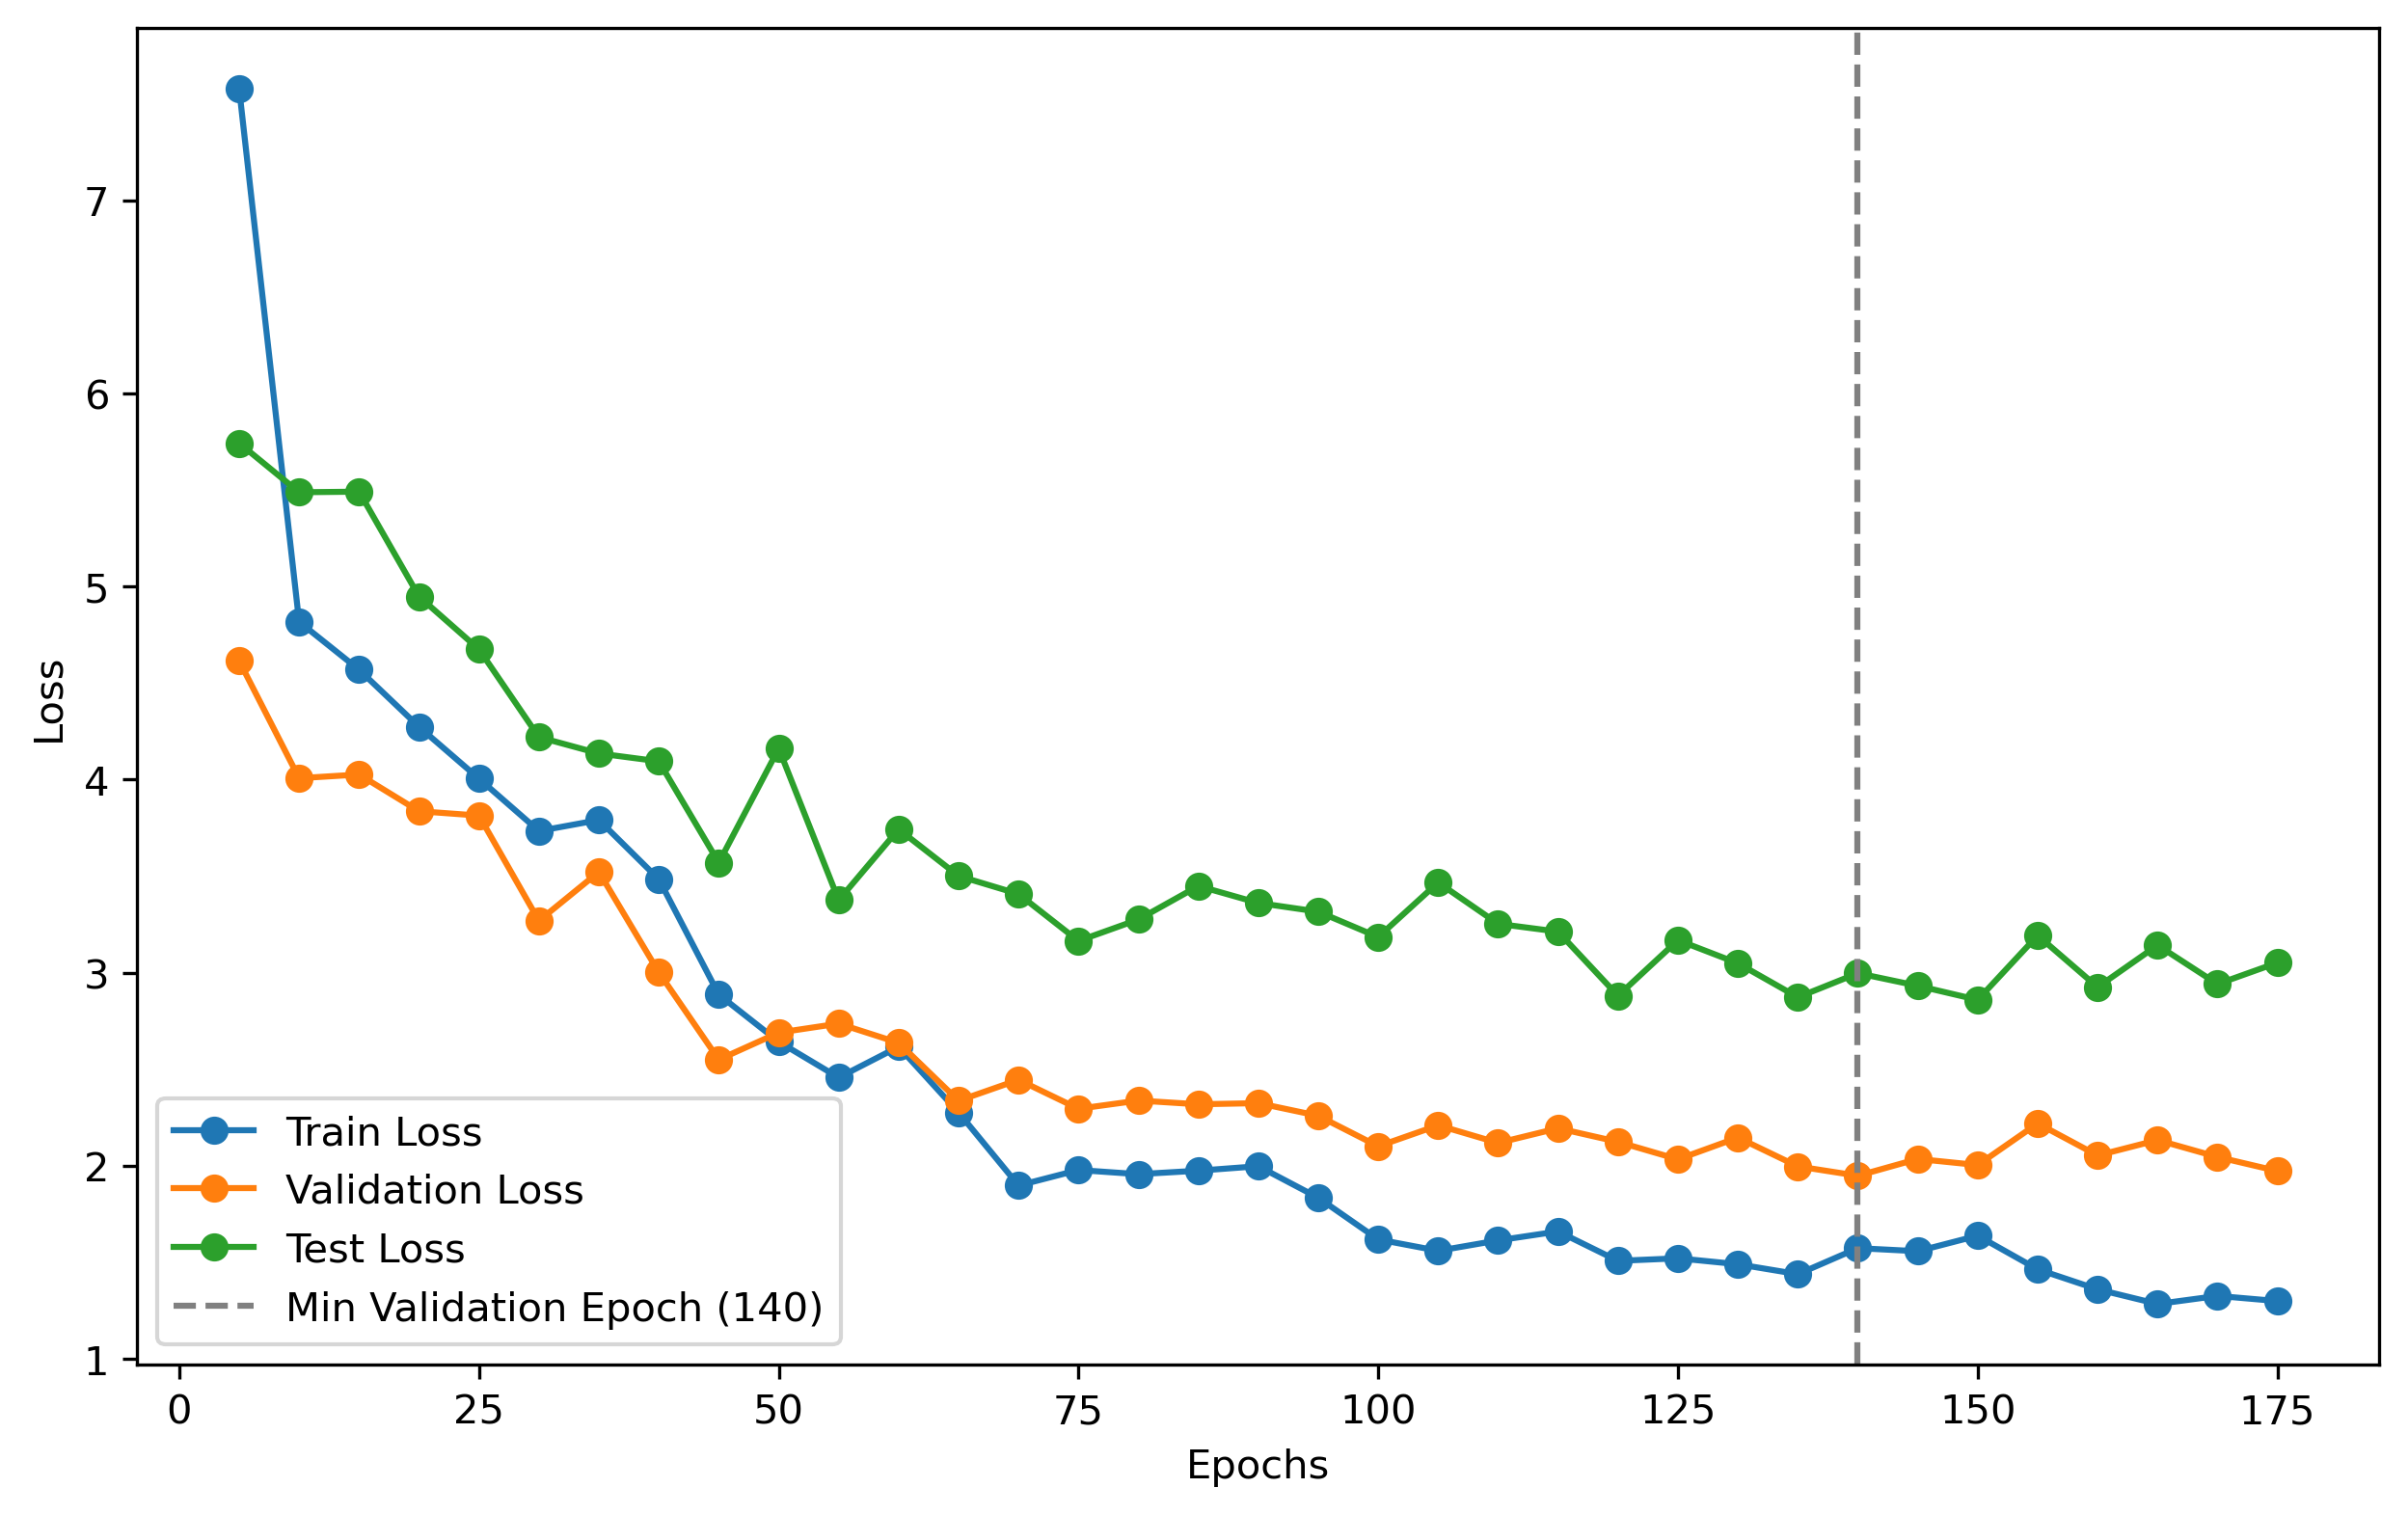 7
6
5
4
3
2
1
Loss
Train Loss
Validation Loss
Test Loss
Min Validation Epoch (140)
0 25 50 75 100 125 150 175
Epochs